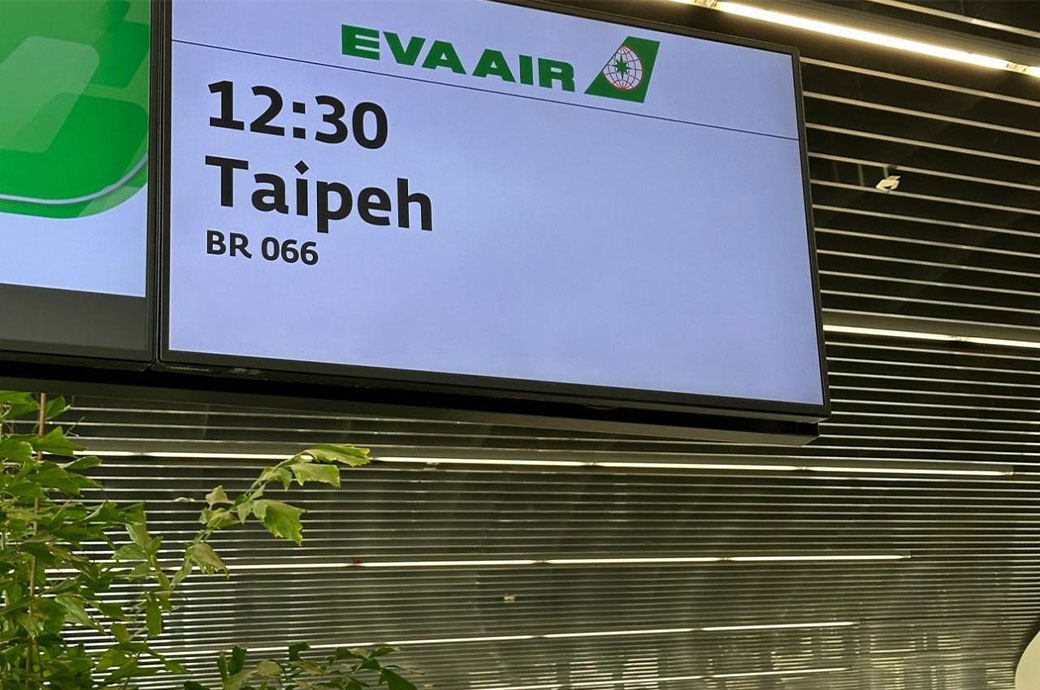 EVA AIR
12:30
Taipeh
BR 066